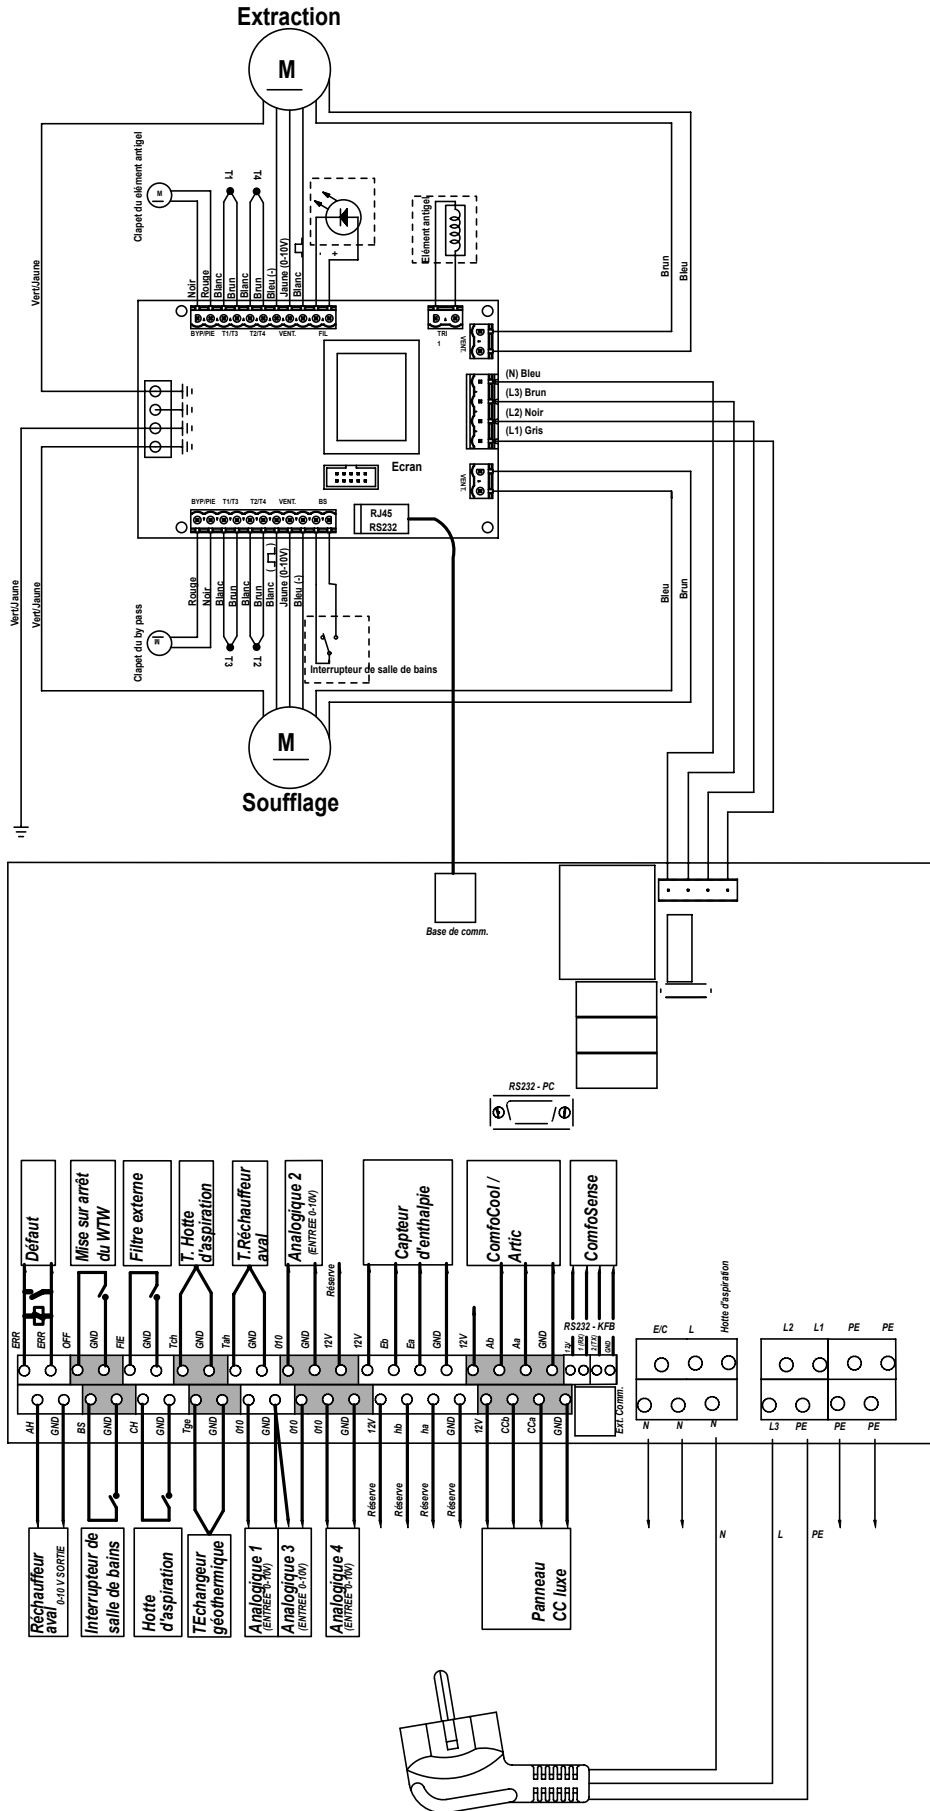 Extraction
M
Clapet du elément antigel
M
T1
T4
Vert/Jaune
Noir
Rouge
Blanc
Brun
Blanc
Brun
Bleu (-)
Jaune (0-10V)
Blanc
- +
Elément antigel
Brun
Bleu
BYP/PIE T1/T3 T2/T4 VENT. FIL
TRI
1
VENT.
(N) Bleu
(L3) Brun
(L2) Noir
(L1) Gris
Ecran
VENT.
BYP/PIE T1/T3 T2/T4 VENT. BS
RJ45
RS232
Vert/Jaune
Vert/Jaune
Rouge
Noir
Blanc
Brun
Blanc
Brun
Blanc
Jaune (0-10V)
Bleu (-)
Bleu
Brun
Clapet du by pass
M
T3
T2
Interrupteur de salle de bains
M
Soufflage
Base de comm.
RS232 - PC
Défaut
Mise sur arrêt
du WTW
Filtre externe
T. Hotte
d'aspiration
T.Réchauffeur
aval
Analogique 2
(ENTREE 0-10V)
Réserve
Capteur
d'enthalpie
ComfoCool /
Artic
ComfoSense
ERR
ERR
OFF
GND
FIE
GND
Tch
GND
Tah
GND
010
GND
12V
12V
Eb
Ea
GND
12V
Ab
Aa
GND
RS232 - KFB
12V
1 (RX)
2(TX)
GND
Hotte d'aspiration
E/C L
L2 L1 PE PE
AH
GND
BS
GND
CH
GND
Tge
GND
010
GND
010
010
GND
12V
hb
ha
GND
12V
CCb
CCa
GND
Ext. Comm.
N N N
L3 PE PE PE
Réserve
Réserve
Réserve
Réserve
N
L
PE
Réchauffeur
aval
0-10 V SORTIE
Interrupteur de
salle de bains
Hotte
d'aspiration
TEchangeur
géothermique
Analogique 1
(ENTREE 0-10V)
Analogique 3
(ENTREE 0-10V)
Analogique 4
(ENTREE 0-10V)
Panneau
CC luxe